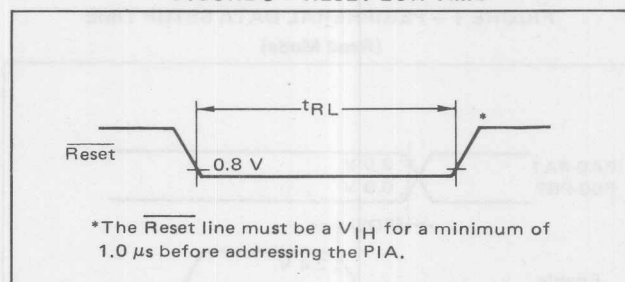 tRL
*
Reset
0.8 V
*The Reset line must be a VIH for a minimum of
1.0 μs before addressing the PIA.